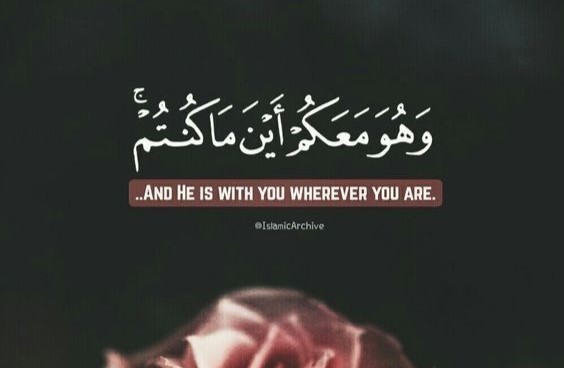 وَهُوَ مَعَكُمْ أَيْنَ مَا كُنتُمْ ۚ
..And He is with you wherever you are.
@IslamicArchive